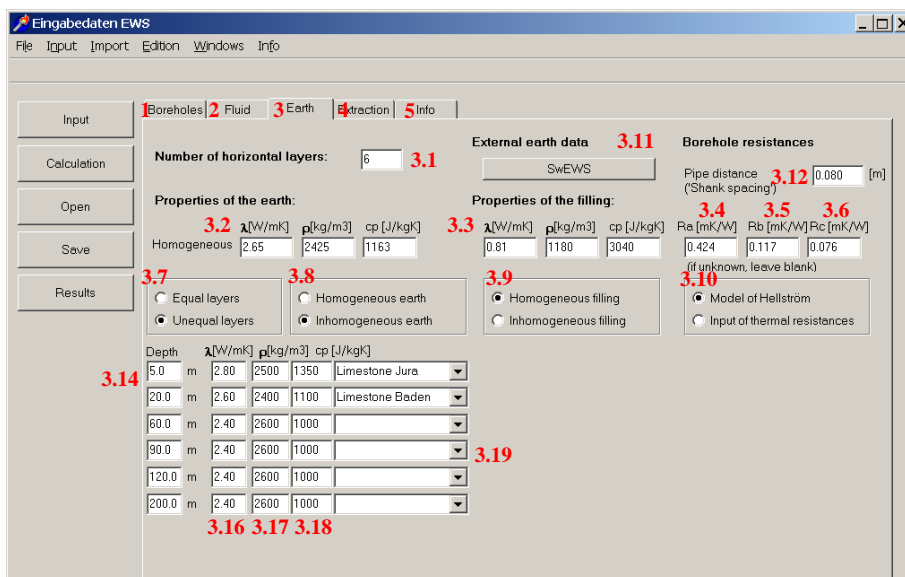 Eingabedaten EWS
File Input Import Edition Windows Info
1 Boreholes 2 Fluid 3 Earth 4 Extraction 5 Info
Input
Calculation
Open
Save
Results
Number of horizontal layers: 6 3.1
External earth data 3.11
SwEWS
Borehole resistances
Pipe distance 3.12 0.080 [m]
('Shank spacing')
Properties of the earth:
Properties of the filling:
3.2 λ[W/mK] ρ[kg/m3] cp [J/kgK]
Homogeneous 2.65 2425 1163
3.3 λ[W/mK] ρ[kg/m3] cp [J/kgK]
0.81 1180 3040
3.4 3.5 3.6
Ra [mK/W] Rb [mK/W] Rc [mK/W]
0.424 0.117 0.076
(if unknown, leave blank)
3.7
Equal layers
Unequal layers
3.8
Homogeneous earth
Inhomogeneous earth
3.9
Homogeneous filling
Inhomogeneous filling
3.10
Model of Hellström
Input of thermal resistances
Depth λ[W/mK] ρ[kg/m3] cp [J/kgK]
3.14 5.0 m 2.80 2500 1350 Limestone Jura
20.0 m 2.60 2400 1100 Limestone Baden
60.0 m 2.40 2600 1000
90.0 m 2.40 2600 1000 3.19
120.0 m 2.40 2600 1000
200.0 m 2.40 2600 1000
3.16 3.17 3.18